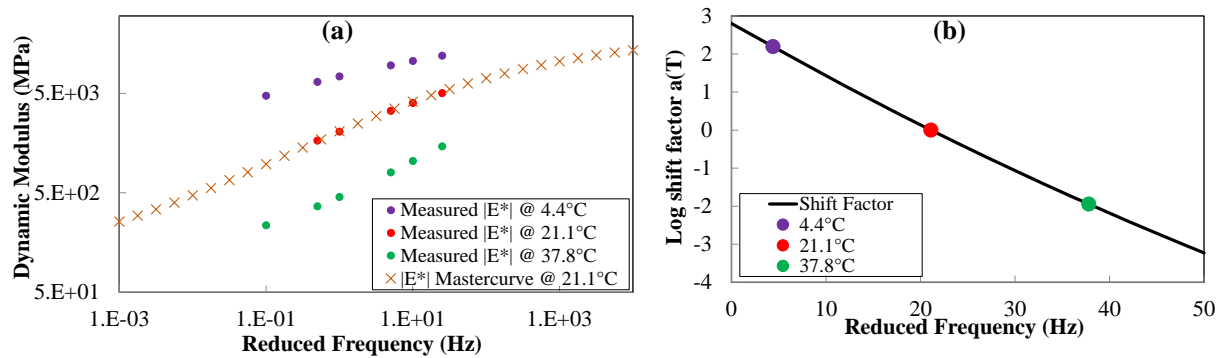 (a)
Dynamic Modulus (MPa)
5.E+03
5.E+02
5.E+01
1.E-03
1.E-01
1.E+01
1.E+03
Reduced Frequency (Hz)
Measured |E*| @ 4.4°C
Measured |E*| @ 21.1°C
Measured |E*| @ 37.8°C
|E*| Mastercurve @ 21.1°C
(b)
Log shift factor a(T)
3
2
1
0
-1
-2
-3
-4
0
10
20
30
40
50
Reduced Frequency (Hz)
Shift Factor
4.4°C
21.1°C
37.8°C